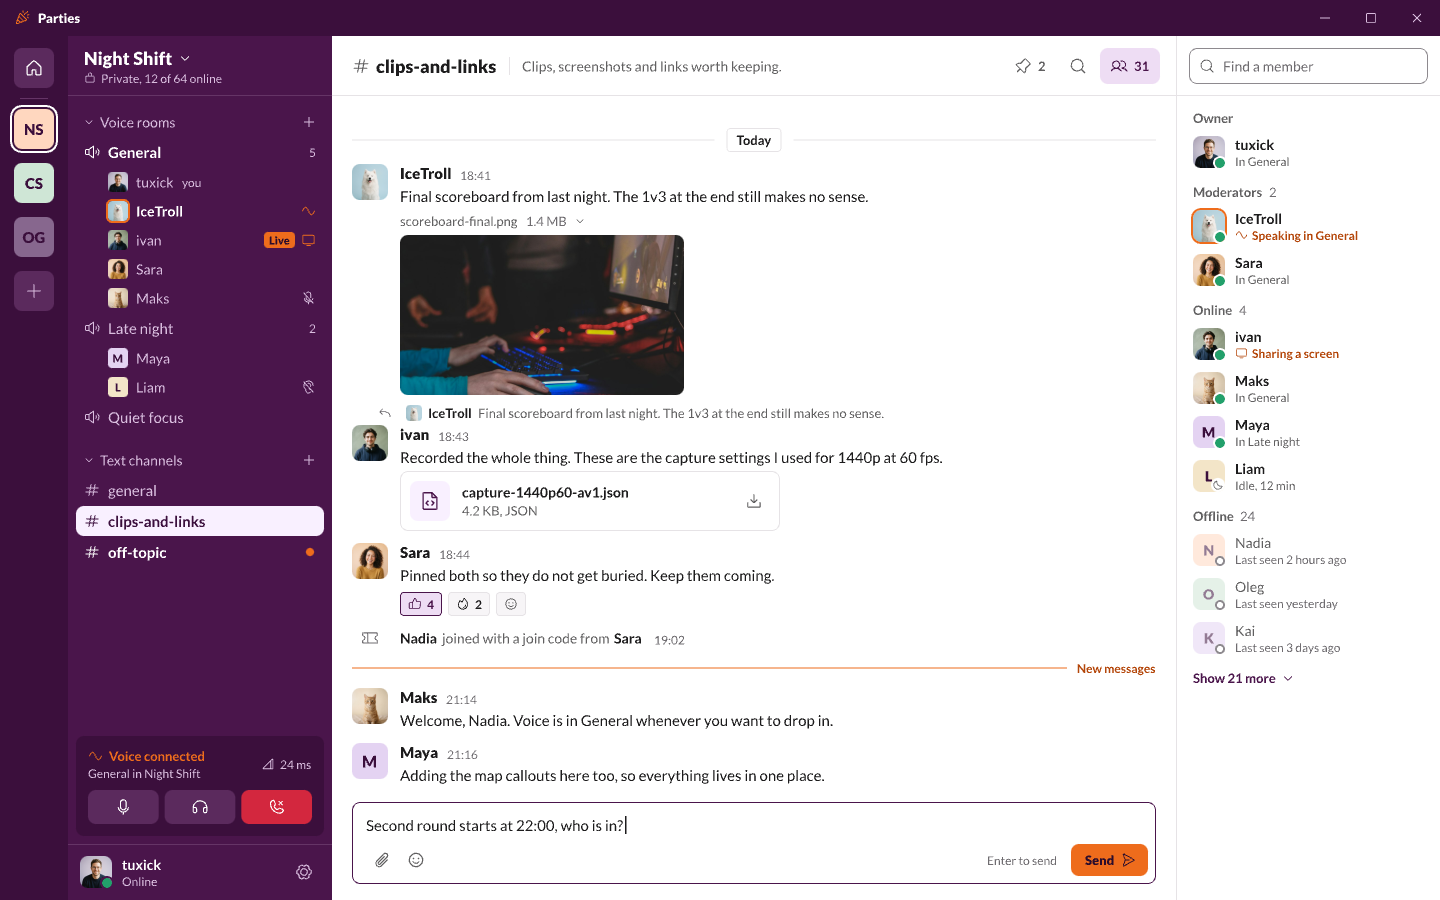 Parties
Night Shift
Private, 12 of 64 online
NS
CS
OG
Voice rooms
General 5
tuxick you
IceTroll
ivan Live
Sara
Maks
Late night 2
M Maya
L Liam
Quiet focus
Text channels
# general
# clips-and-links
# off-topic
Voice connected
General in Night Shift
24 ms
tuxick
Online
# clips-and-links
Clips, screenshots and links worth keeping.
2
31
Today
IceTroll 18:41
Final scoreboard from last night. The 1v3 at the end still makes no sense.
scoreboard-final.png 1.4 MB
IceTroll Final scoreboard from last night. The 1v3 at the end still makes no sense.
ivan 18:43
Recorded the whole thing. These are the capture settings I used for 1440p at 60 fps.
capture-1440p60-av1.json
4.2 KB, JSON
Sara 18:44
Pinned both so they do not get buried. Keep them coming.
4
2
Nadia joined with a join code from Sara 19:02
New messages
Maks 21:14
Welcome, Nadia. Voice is in General whenever you want to drop in.
M
Maya 21:16
Adding the map callouts here too, so everything lives in one place.
Second round starts at 22:00, who is in?
Enter to send
Send
Find a member
Owner
tuxick
In General
Moderators 2
IceTroll
Speaking in General
Sara
In General
Online 4
ivan
Sharing a screen
Maks
In General
M
Maya
In Late night
L
Liam
Idle, 12 min
Offline 24
N
Nadia
Last seen 2 hours ago
O
Oleg
Last seen yesterday
K
Kai
Last seen 3 days ago
Show 21 more